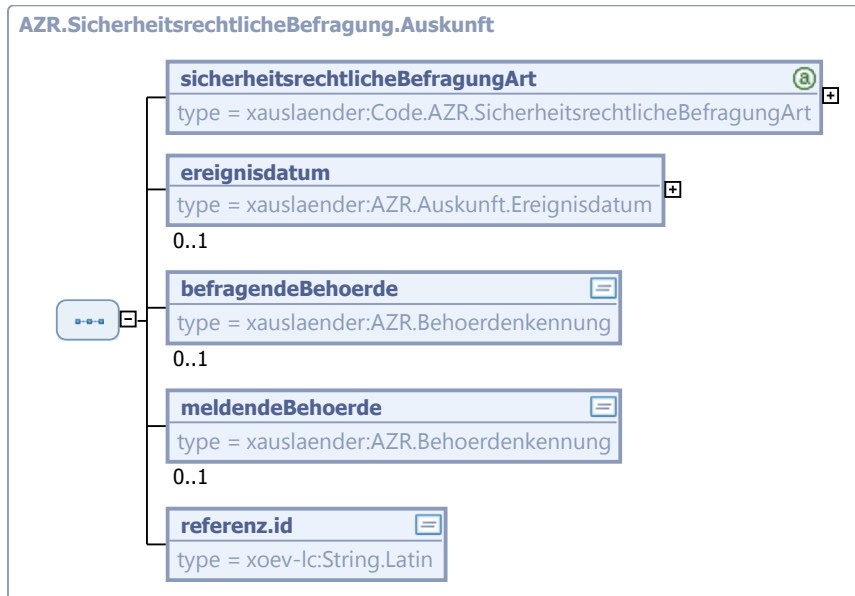 AZR.SicherheitsrechtlicheBefragung.Auskunft
sicherheitsrechtlicheBefragungArt
type = xauslaender:Code.AZR.SicherheitsrechtlicheBefragungArt
ereignisdatum
type = xauslaender:AZR.Auskunft.Ereignisdatum
0..1
befragendeBehoerde
type = xauslaender:AZR.Behoerdenkennung
0..1
meldendeBehoerde
type = xauslaender:AZR.Behoerdenkennung
0..1
referenz.id
type = xoev-lc:String.Latin